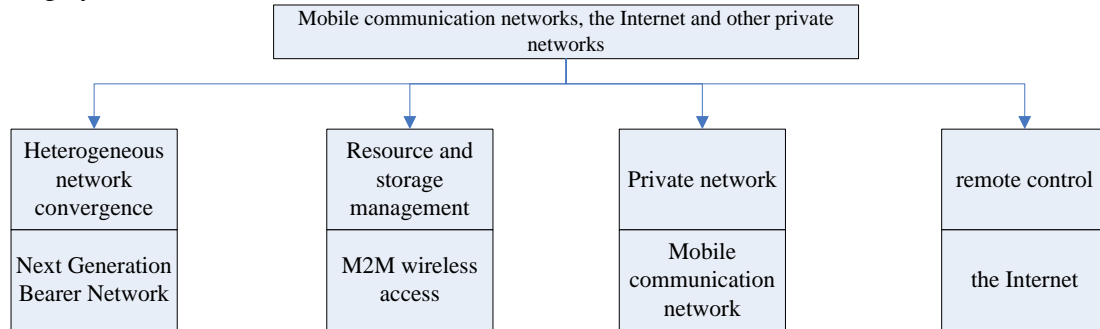 Mobile communication networks, the Internet and other private
networks
Heterogeneous
network
convergence
Resource and
storage
management
Private network
remote control
Next Generation
Bearer Network
M2M wireless
access
Mobile
communication
network
the Internet